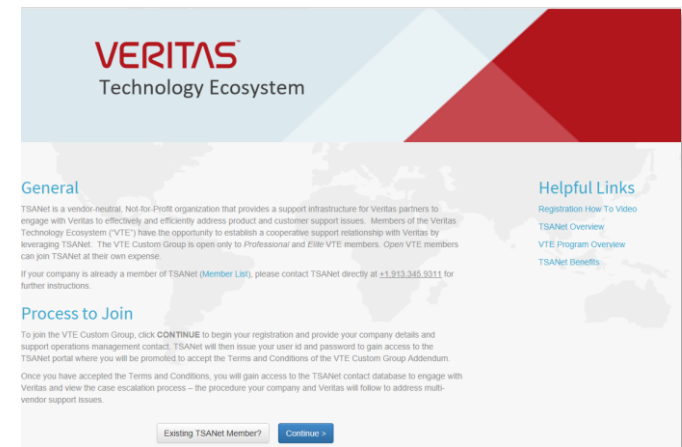 VERITAS
Technology Ecosystem
General
TSANet is a vendor-neutral, Not-for-Profit organization that provides a support infrastructure for Veritas partners to
engage with Veritas to effectively and efficiently address product and customer support issues. Members of the Veritas
Technology Ecosystem ("VTE") have the opportunity to establish a cooperative support relationship with Veritas by
leveraging TSANet. The VTE Custom Group is open only to Professional and Elite VTE members. Open VTE members
can join TSANet at their own expense.
If your company is already a member of TSANet (Member List), please contact TSANet directly at +1.913.345.9311 for
further instructions.
Process to Join
To join the VTE Custom Group, click CONTINUE to begin your registration and provide your company details and
support operations management contact. TSANet will then issue your user id and password to gain access to the
TSANet portal where you will be promoted to accept the Terms and Conditions of the VTE Custom Group Addendum.
Once you have accepted the Terms and Conditions, you will gain access to the TSANet contact database to engage with
Veritas and view the case escalation process – the procedure your company and Veritas will follow to address multi-
vendor support issues.
Existing TSANet Member? Continue >
Helpful Links
Registration How To Video
TSANet Overview
VTE Program Overview
TSANet Benefits